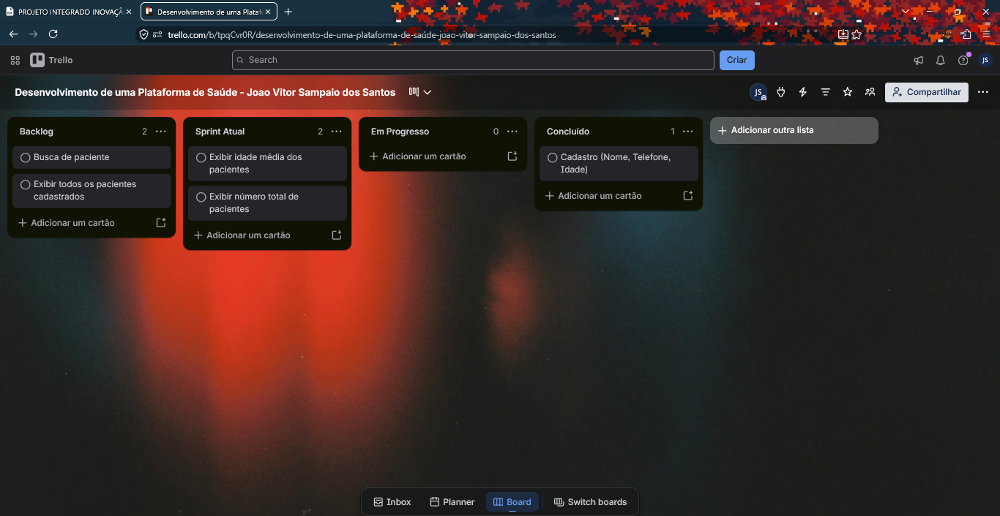 PROJETO INTEGRADO INOVAÇÃ
Desenvolvimento de uma Plataf
trello.com/b/tpqCvr0R/desenvolvimento-de-uma-plataforma-de-saúde-joao-vitor-sampaio-dos-santos
Trello
Search
Criar
JS
Desenvolvimento de uma Plataforma de Saúde - Joao Vitor Sampaio dos Santos
JS
Compartilhar
Backlog 2
Busca de paciente
Exibir todos os pacientes
cadastrados
Adicionar um cartão
Sprint Atual 2
Exibir idade média dos
pacientes
Exibir número total de
pacientes
Adicionar um cartão
Em Progresso 0
Adicionar um cartão
Concluído 1
Cadastro (Nome, Telefone,
Idade)
Adicionar um cartão
Adicionar outra lista
Inbox
Planner
Board
Switch boards